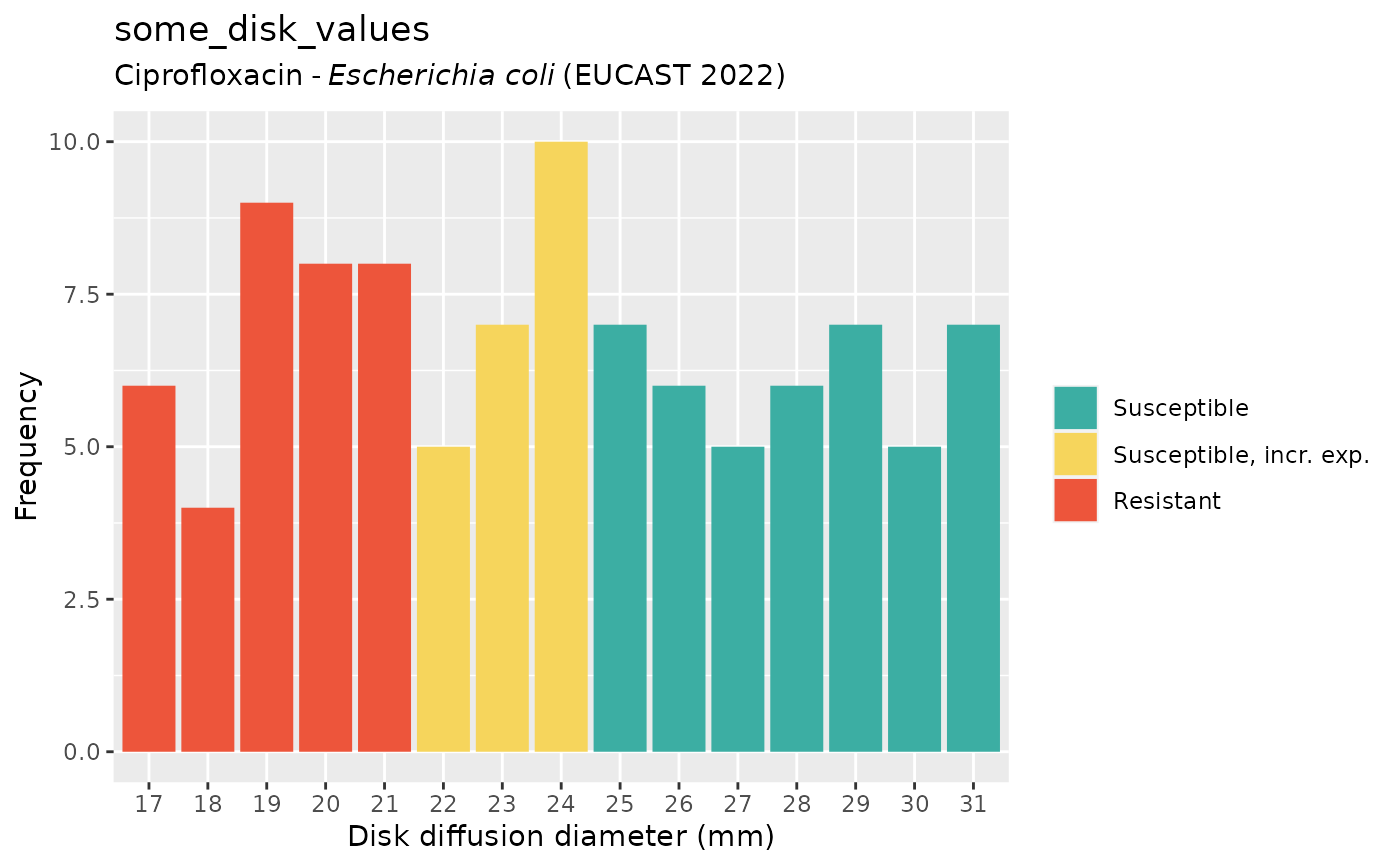 some_disk_values
Ciprofloxacin - Escherichia coli (EUCAST 2022)
Frequency
10.0
7.5
5.0
2.5
0.0
17 18 19 20 21 22 23 24 25 26 27 28 29 30 31
Disk diffusion diameter (mm)
Susceptible
Susceptible, incr. exp.
Resistant